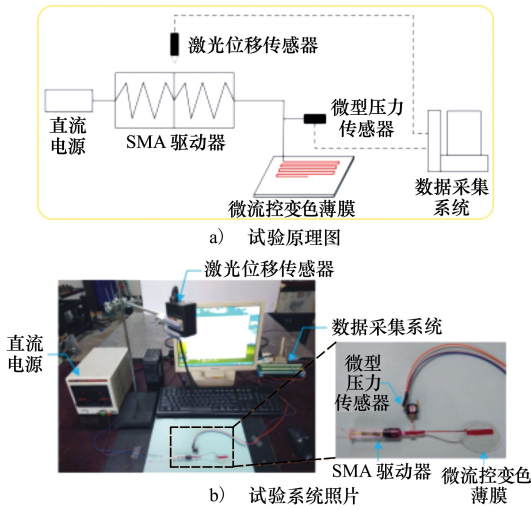 激光位移传感器
直流
电源
SMA 驱动器
微型压力
传感器
数据采集
系统
微流控变色薄膜
a) 试验原理图
激光位移传感器
直流
电源
数据采集系统
微型
压力
传感器
SMA 驱动器
微流控变色
薄膜
b) 试验系统照片